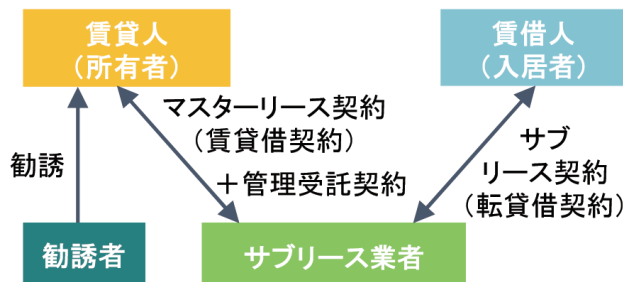 賃貸人
（所有者）
賃借人
（入居者）
マスターリース契約
（賃貸借契約）
＋管理受託契約
勧誘
サブ
リース契約
（転貸借契約）
勧誘者
サブリース業者